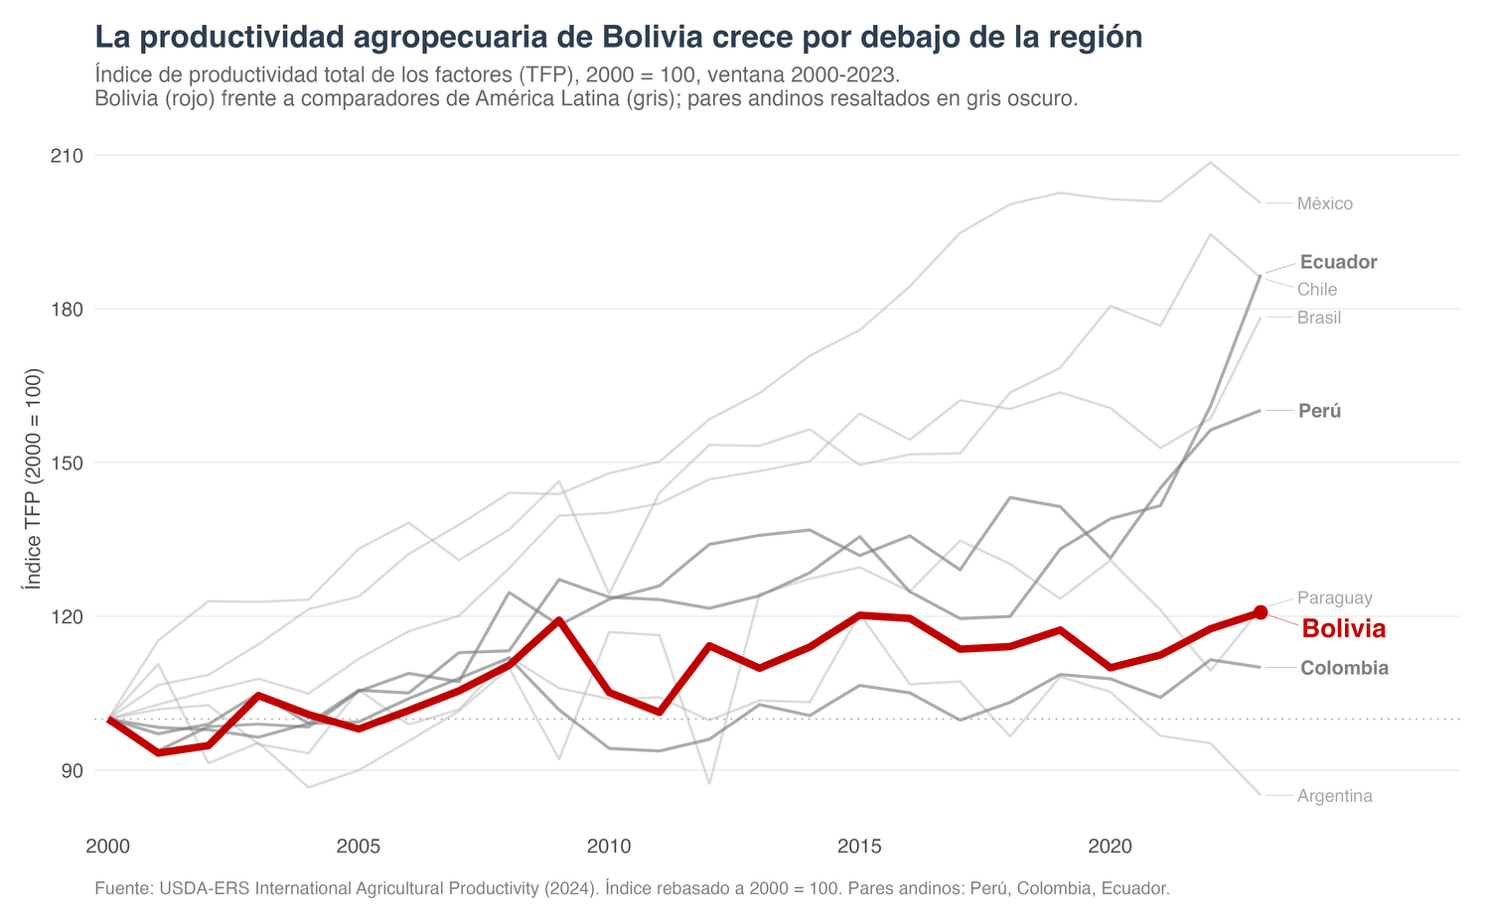 La productividad agropecuaria de Bolivia crece por debajo de la región
Índice de productividad total de los factores (TFP), 2000 = 100, ventana 2000-2023.
Bolivia (rojo) frente a comparadores de América Latina (gris); pares andinos resaltados en gris oscuro.
Índice TFP (2000 = 100)
210
180
150
120
90
México
Ecuador
Chile
Brasil
Perú
Paraguay
Bolivia
Colombia
Argentina
2000 2005 2010 2015 2020
Fuente: USDA-ERS International Agricultural Productivity (2024). Índice rebasado a 2000 = 100. Pares andinos: Perú, Colombia, Ecuador.